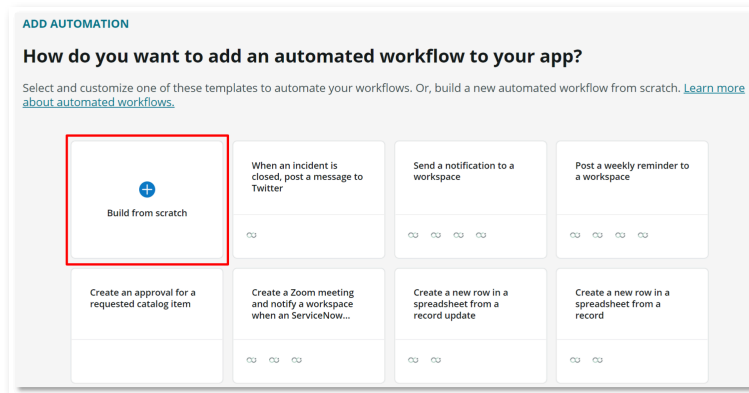 ADD AUTOMATION
How do you want to add an automated workflow to your app?
Select and customize one of these templates to automate your workflows. Or, build a new automated workflow from scratch. Learn more
about automated workflows.
Build from scratch
When an incident is
closed, post a message to
Twitter
Send a notification to a
workspace
Post a weekly reminder to
a workspace
Create an approval for a
requested catalog item
Create a Zoom meeting
and notify a workspace
when an ServiceNow...
Create a new row in a
spreadsheet from a
record update
Create a new row in a
spreadsheet from a
record